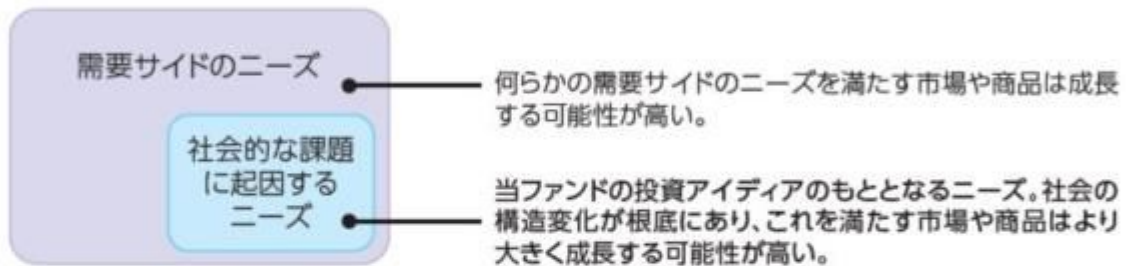 需要サイドのニーズ
何らかの需要サイドのニーズを満たす市場や商品は成長
する可能性が高い。
社会的な課題
に起因する
ニーズ
当ファンドの投資アイディアのもととなるニーズ。社会の
構造変化が根底にあり、これを満たす市場や商品はより
大きく成長する可能性が高い。